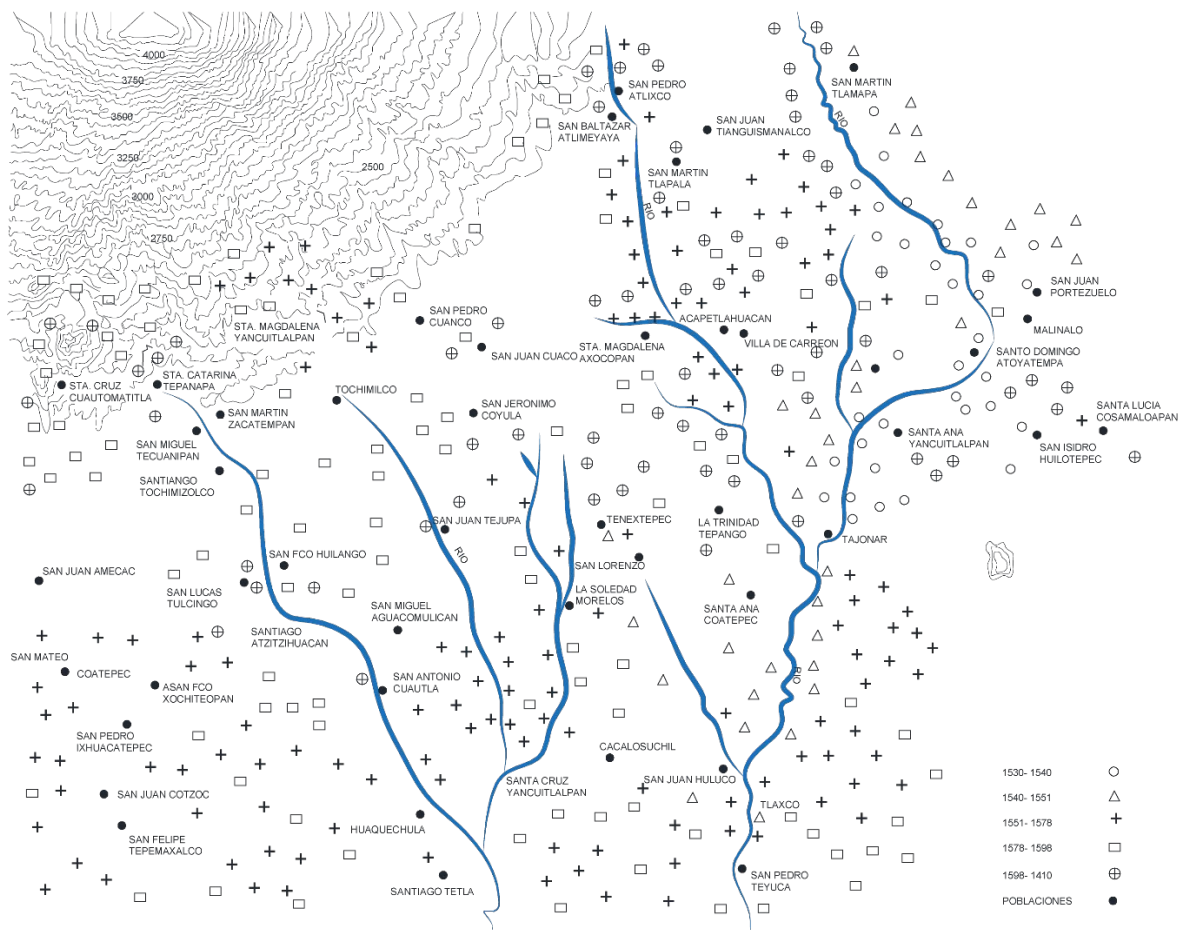 4000
3750
3500
3250
3000
2750
2500
SAN PEDRO
ATLIXCO
SAN BALTAZAR
ATLIMEYAYA
SAN JUAN
TIANGUISMANALCO
SAN MARTIN
TLAPALA
SAN MARTIN
TLAMAPA
RIO
RIO
SAN JUAN
PORTEZUELO
MALINALO
SANTO DOMINGO
ATOYATEMPA
ACAPETLAHUACAN
VILLA DE CARREON
STA. MAGDALENA
AXOCOPAN
SAN PEDRO
CUANCO
SAN JUAN CUACO
STA. MAGDALENA
YANCUITLALPAN
STA. CRUZ
CUAUTOMATITLA
STA. CATARINA
TEPANAPA
TOCHIMILCO
SAN JERONIMO
COYULA
SAN MARTIN
ZACATEMPAN
SAN MIGUEL
TECUANIPAN
SANTIANGO
TOCHIMIZOLCO
SANTA LUCIA
COSAMALOAPAN
SANTA ANA
YANCUITLALPAN
SAN ISIDRO
HUILOTEPEC
SAN JUAN TEJUPA
RIO
TENEXTEPEC
LA TRINIDAD
TEPANGO
TAJONAR
SAN FCO HUILANGO
SAN LORENZO
SAN JUAN AMECAC
SAN LUCAS
TULCINGO
LA SOLEDAD
MORELOS
SANTA ANA
COATEPEC
SAN MIGUEL
AGUACOMULICAN
SANTIAGO
ATZITZIHUACAN
SAN MATEO
COATEPEC
ASAN FCO
XOCHITEOPAN
SAN ANTONIO
CUAUTLA
RIO
SAN PEDRO
IXHUACATEPEC
CACALOSUCHIL
SAN JUAN HULUCO
SANTA CRUZ
YANCUITLALPAN
SAN JUAN COTZOC
TLAXCO
HUAQUECHULA
SAN FELIPE
TEPEMAXALCO
SANTIAGO TETLA
SAN PEDRO
TEYUCA
1530- 1540
1540- 1551
1551- 1578
1578- 1598
1598- 1410
POBLACIONES